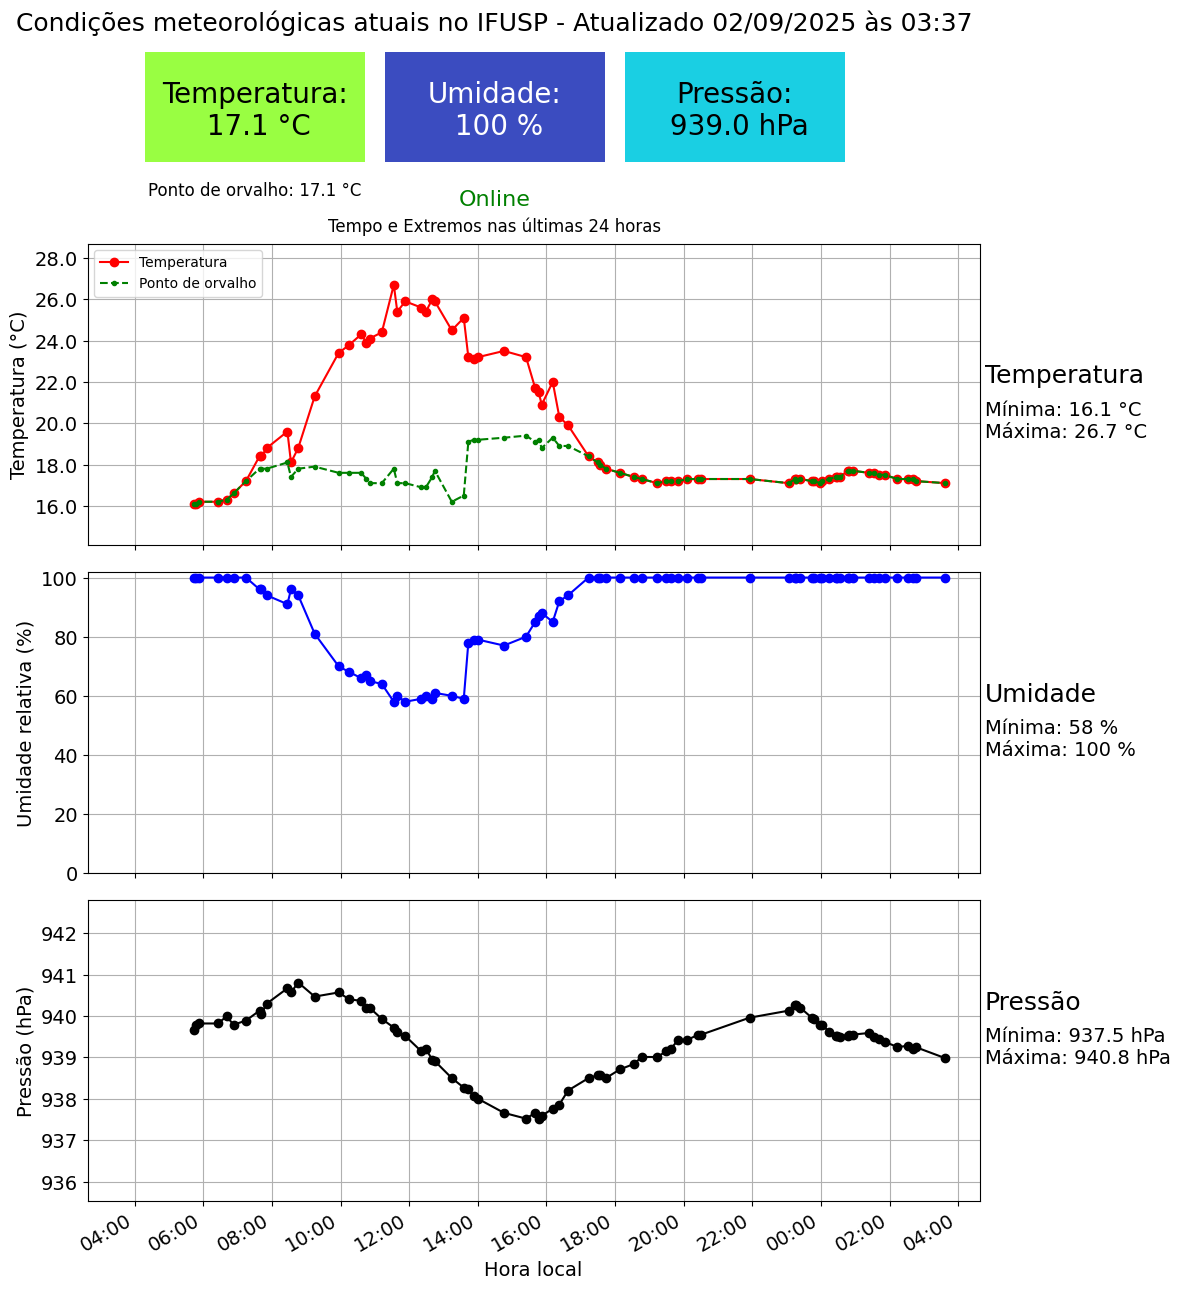 Condições meteorológicas atuais no IFUSP - Atualizado 02/09/2025 às 03:37
Temperatura:
17.1 °C
Umidade:
100 %
Pressão:
939.0 hPa
Ponto de orvalho: 17.1 °C
Online
Tempo e Extremos nas últimas 24 horas
Temperatura
Ponto de orvalho
Temperatura (°C)
28.0
26.0
24.0
22.0
20.0
18.0
16.0
Temperatura
Mínima: 16.1 °C
Máxima: 26.7 °C
Umidade relativa (%)
100
80
60
40
20
0
Umidade
Mínima: 58 %
Máxima: 100 %
Pressão (hPa)
942
941
940
939
938
937
936
Pressão
Mínima: 937.5 hPa
Máxima: 940.8 hPa
04:00 06:00 08:00 10:00 12:00 14:00 16:00 18:00 20:00 22:00 00:00 02:00 04:00
Hora local